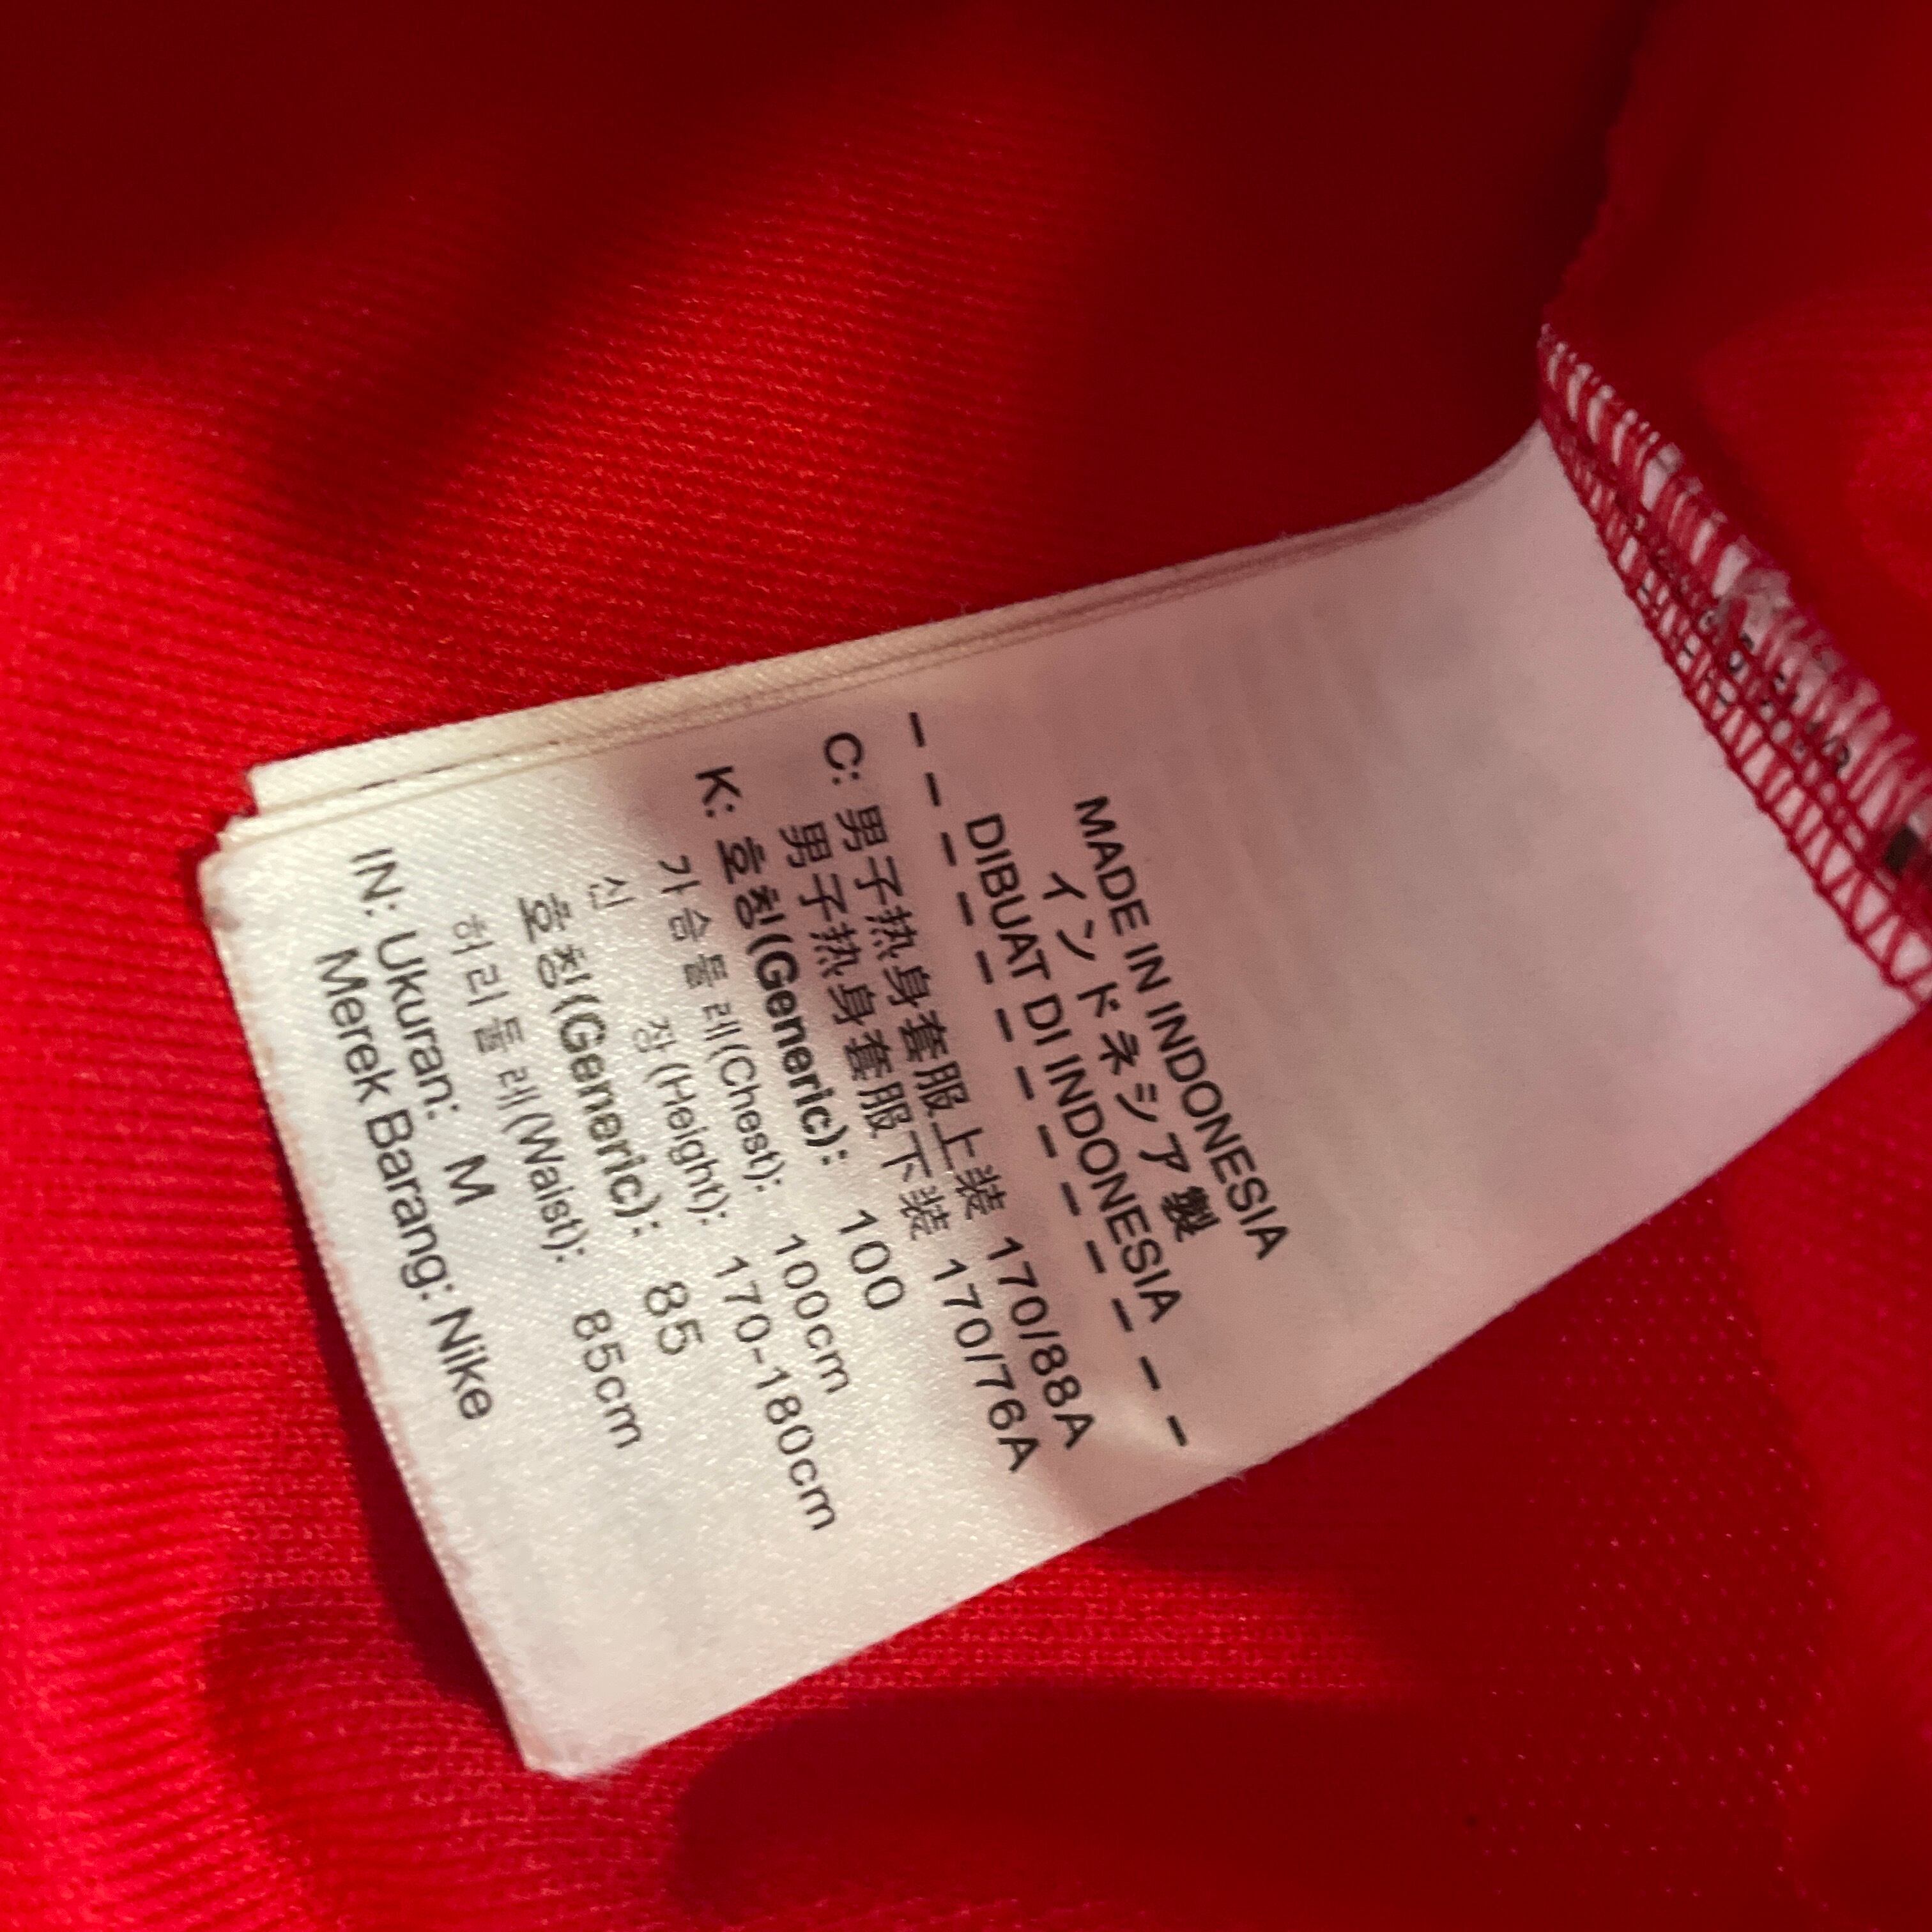 MADE IN INDONESIA
インドネシア製
DIBUAT DI INDONESIA
C: 男子热身套服上装 170/88A
男子热身套服下装 170/76A
K: 호칭(Generic): 100
가슴둘레(Chest): 100cm
신 장(Height): 170-180cm
호칭(Generic): 85
허리둘레(Waist): 85cm
IN: Ukuran: M
Merek Barang: Nike